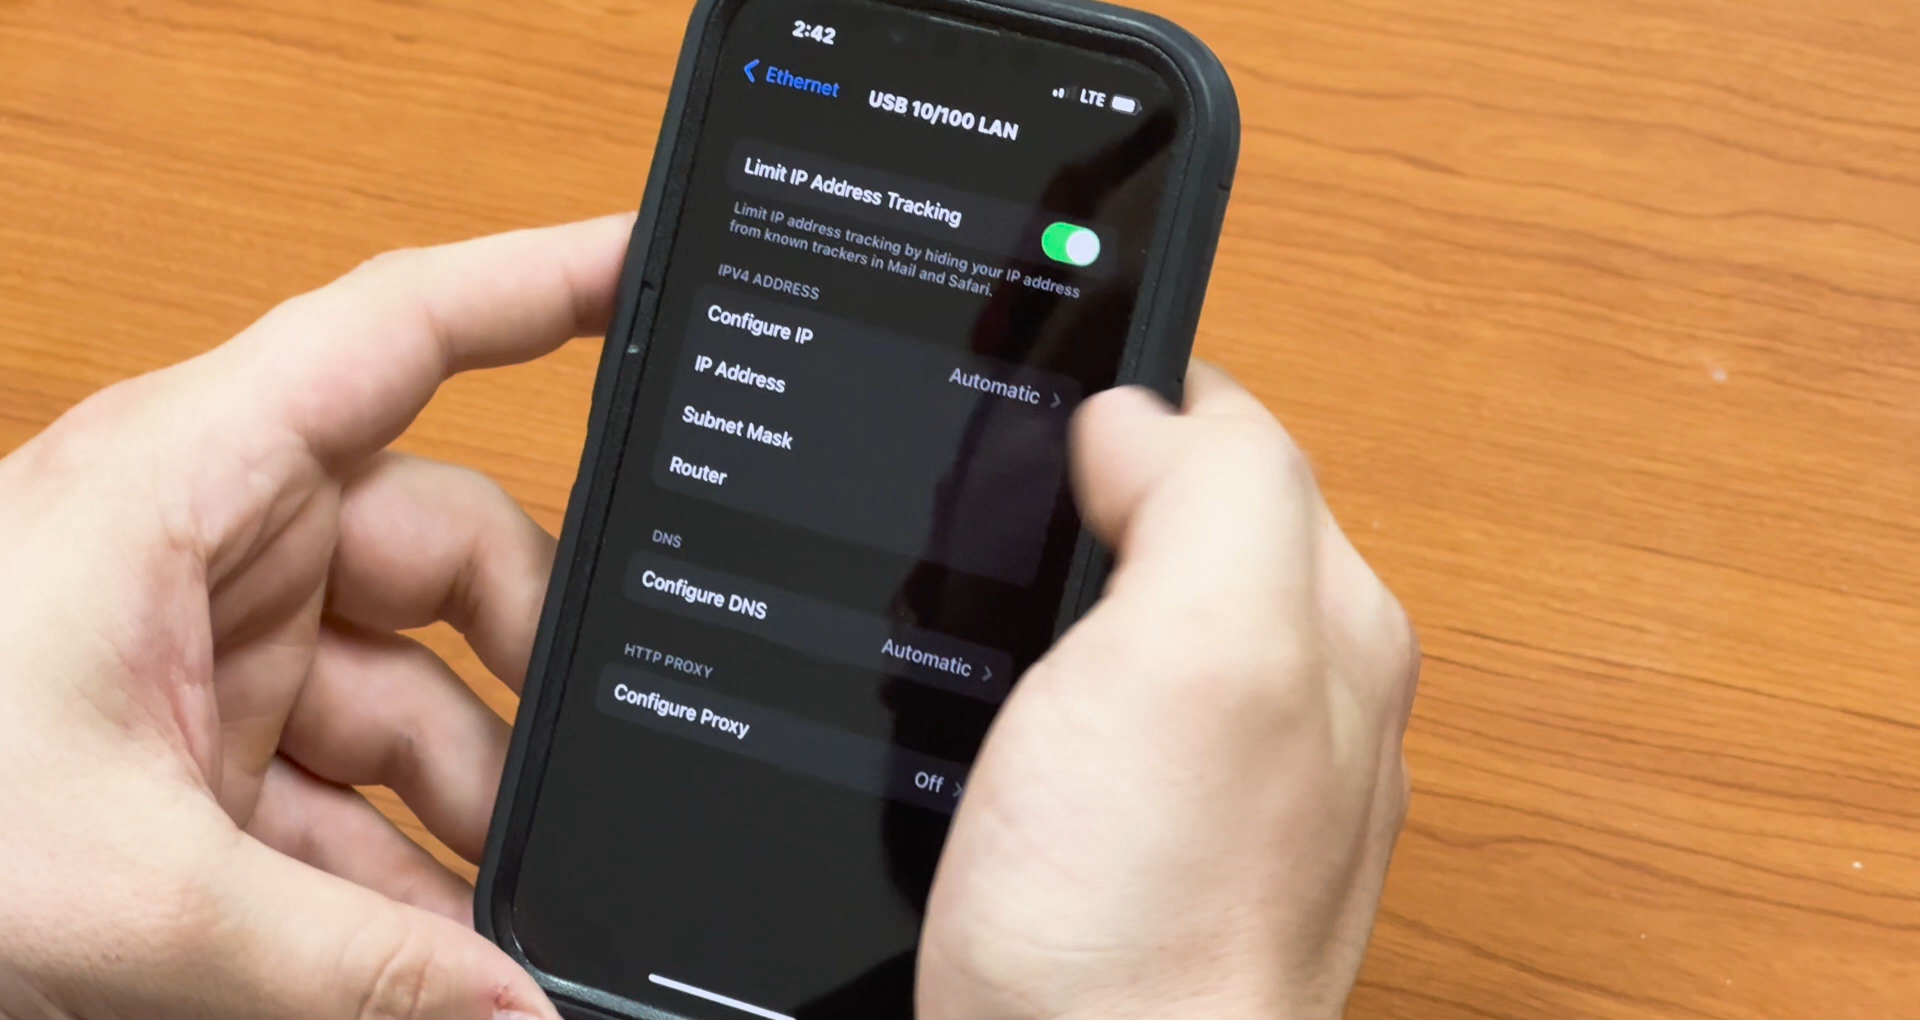 2:42
LTE
Ethernet
USB 10/100 LAN
Limit IP Address Tracking
Limit IP address tracking by hiding your IP address
from known trackers in Mail and Safari.
IPV4 ADDRESS
Configure IP
Automatic
IP Address
Subnet Mask
Router
DNS
Configure DNS
Automatic
HTTP PROXY
Configure Proxy
Off